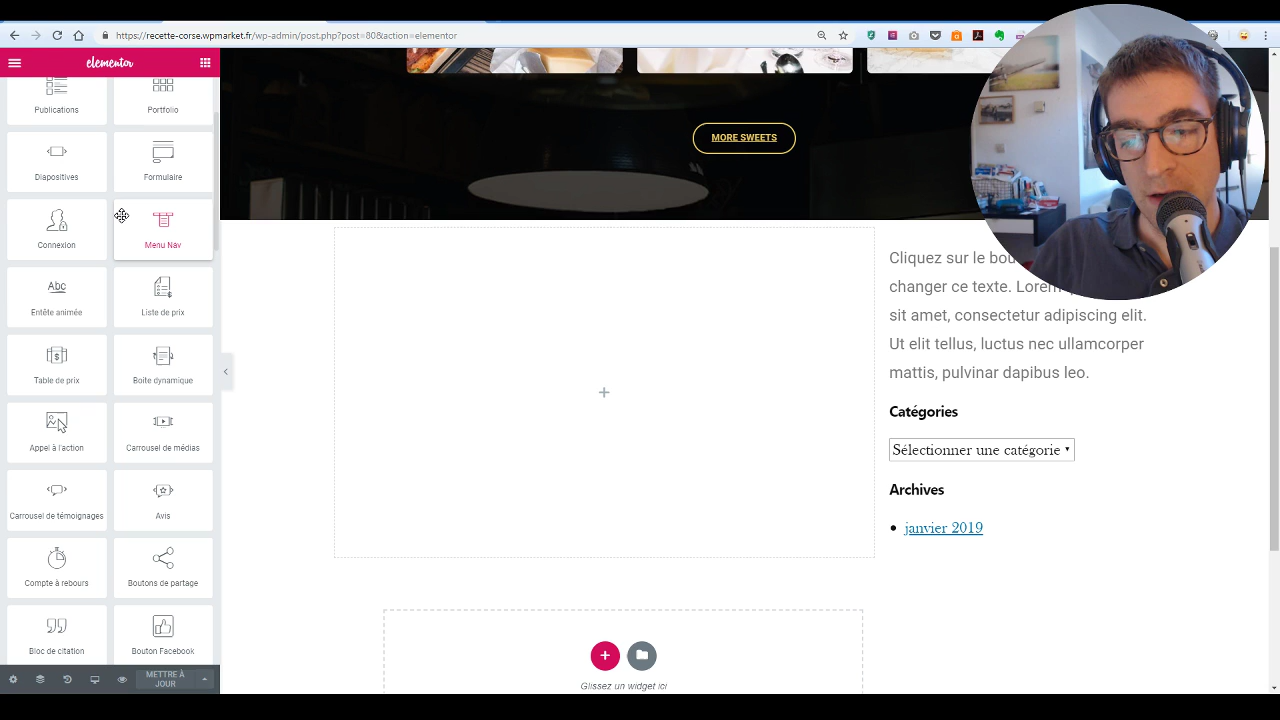 https://recette-corse.wpmarket.fr/wp-admin/post.php?post=80&action=elementor
elementor
Publications
Portfolio
Diapositives
Formulaire
Connexion
Menu Nav
Abc
Entête animée
Liste de prix
Table de prix
Boite dynamique
Appel à l'action
Carrousel de médias
Carrousel de témoignages
Avis
Compte à rebours
Boutons de partage
Bloc de citation
Bouton Facebook
METTRE À
JOUR
MORE SWEETS
Cliquez sur le
changer ce texte.
sit amet, consectetur adipiscing elit.
Ut elit tellus, luctus nec ullamcorper
mattis, pulvinar dapibus leo.
Catégories
Sélectionner une catégorie
Archives
janvier 2019
Glissez un widget ici